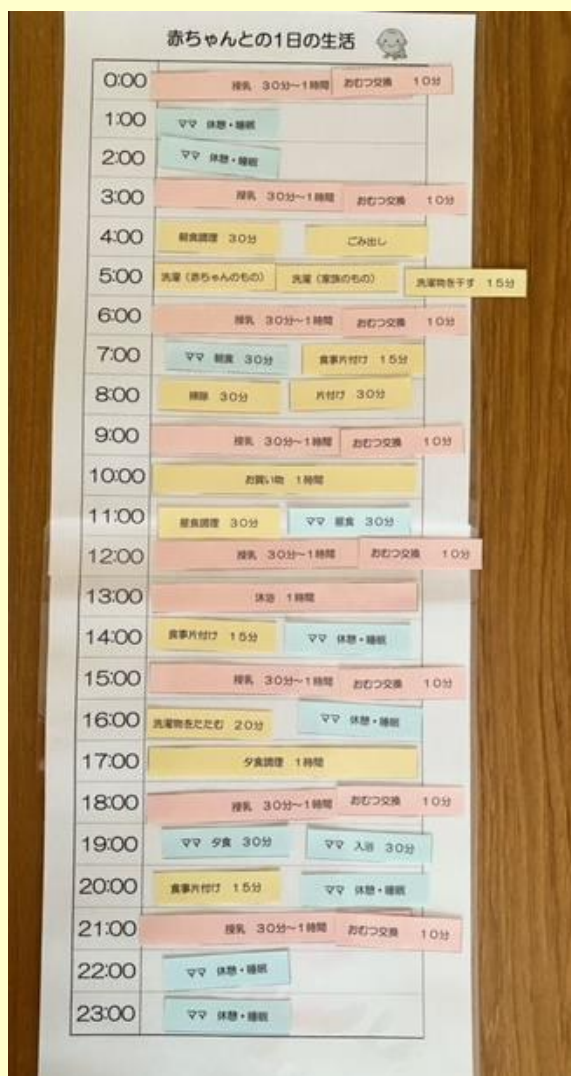 赤ちゃんとの1日の生活
0:00 授乳 30分～1時間 おむつ交換 10分
1:00 ママ 休憩・睡眠
2:00 ママ 休憩・睡眠
3:00 授乳 30分～1時間 おむつ交換 10分
4:00 朝食調理 30分 ごみ出し
5:00 洗濯（赤ちゃんのもの） 洗濯（家族のもの） 洗濯物を干す 15分
6:00 授乳 30分～1時間 おむつ交換 10分
7:00 ママ 朝食 30分 食事片付け 15分
8:00 掃除 30分 片付け 30分
9:00 授乳 30分～1時間 おむつ交換 10分
10:00 お買い物 1時間
11:00 昼食調理 30分 ママ 昼食 30分
12:00 授乳 30分～1時間 おむつ交換 10分
13:00 沐浴 1時間
14:00 食事片付け 15分 ママ 休憩・睡眠
15:00 授乳 30分～1時間 おむつ交換 10分
16:00 洗濯物をたたむ 20分 ママ 休憩・睡眠
17:00 夕食調理 1時間
18:00 授乳 30分～1時間 おむつ交換 10分
19:00 ママ 夕食 30分 ママ 入浴 30分
20:00 食事片付け 15分 ママ 休憩・睡眠
21:00 授乳 30分～1時間 おむつ交換 10分
22:00 ママ 休憩・睡眠
23:00 ママ 休憩・睡眠